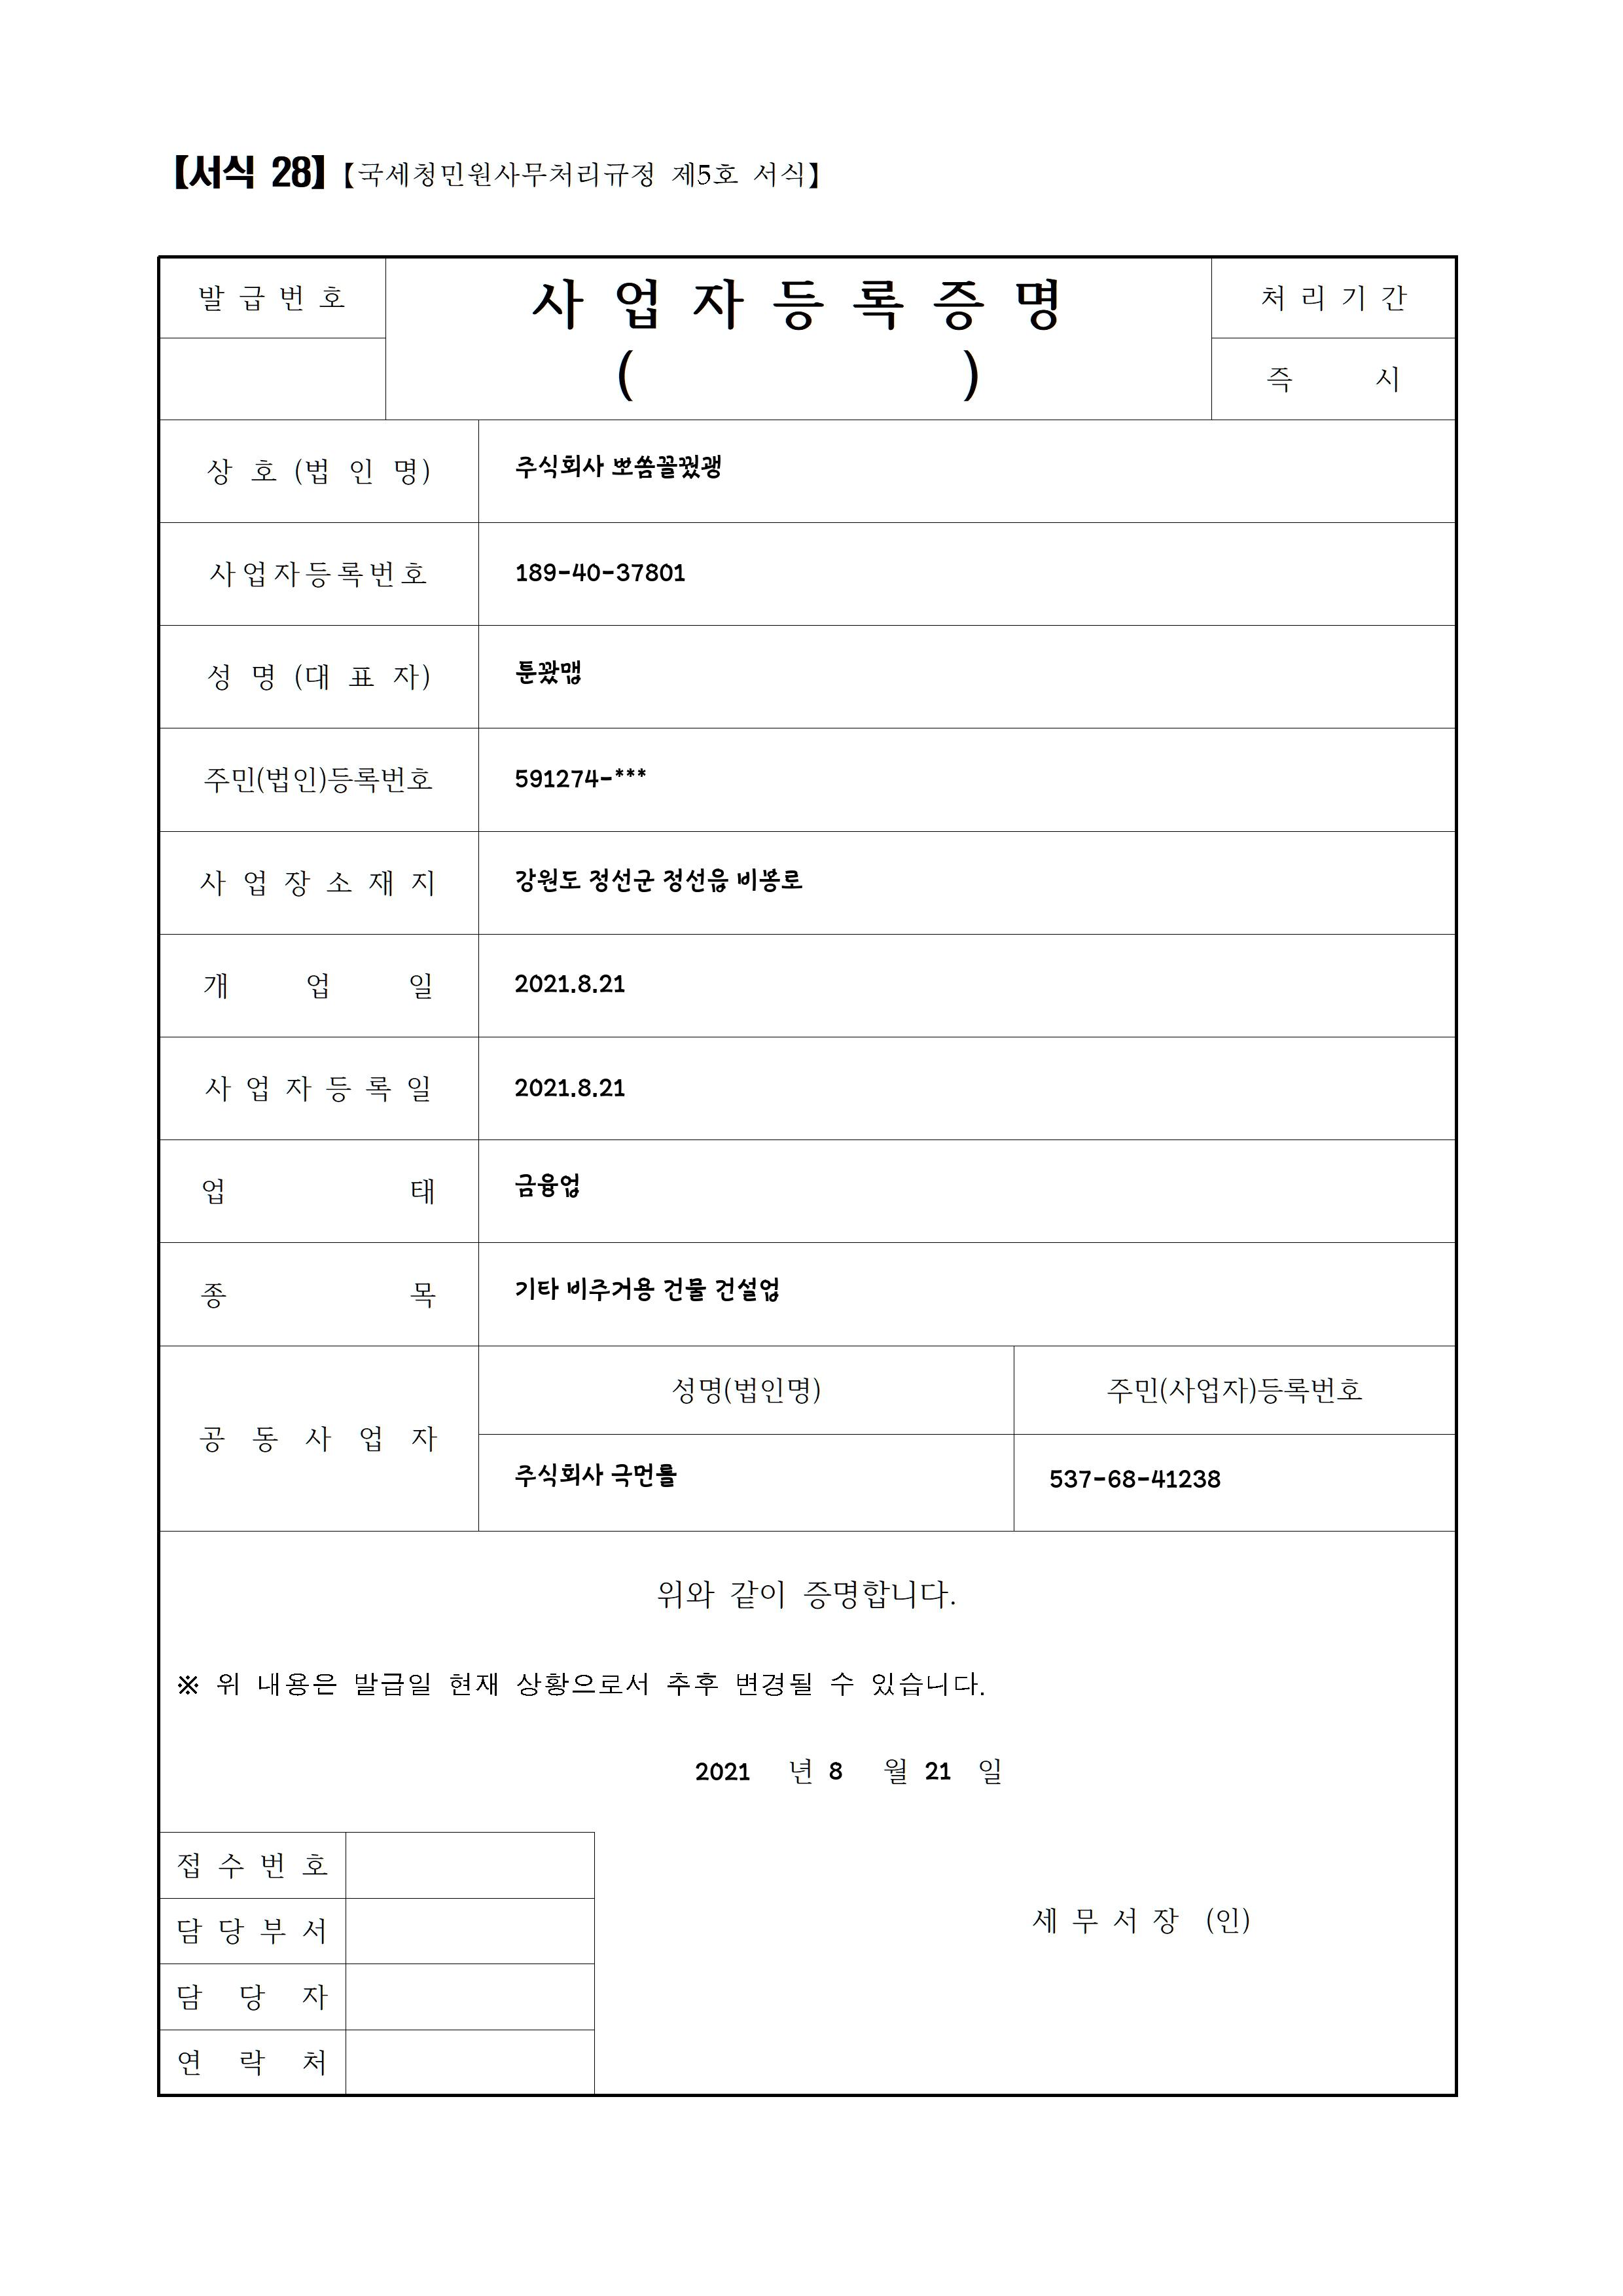 【서식 28】【국세청민원사무처리규정 제5호 서식】
발급번호
사업자등록증명
( )
처리기간
즉 시
상호(법인명) 주식회사 뽀쏨꼴꿨괭
사업자등록번호 189-40-37801
성명(대표자) 툰꽜맵
주민(법인)등록번호 591274-***
사업장소재지 강원도 정선군 정선읍 비봉로
개업일 2021.8.21
사업자등록일 2021.8.21
업태 금융업
종목 기타 비주거용 건물 건설업
공동사업자
성명(법인명) 주민(사업자)등록번호
주식회사 극먼틀 537-68-41238
위와 같이 증명합니다.
※ 위 내용은 발급일 현재 상황으로서 추후 변경될 수 있습니다.
2021 년 8 월 21 일
접수번호
담당부서
세무서장 (인)
담당자
연락처